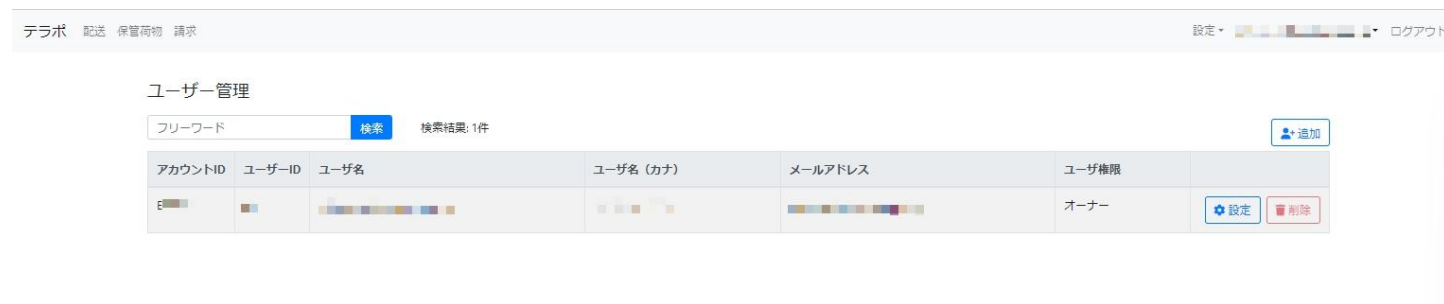 テラポ 配送 保管荷物 請求 設定 ログアウト
ユーザー管理
フリーワード 検索 検索結果: 1件 追加
アカウントID ユーザーID ユーザ名 ユーザ名（カナ） メールアドレス ユーザ権限
E オーナー 設定 削除